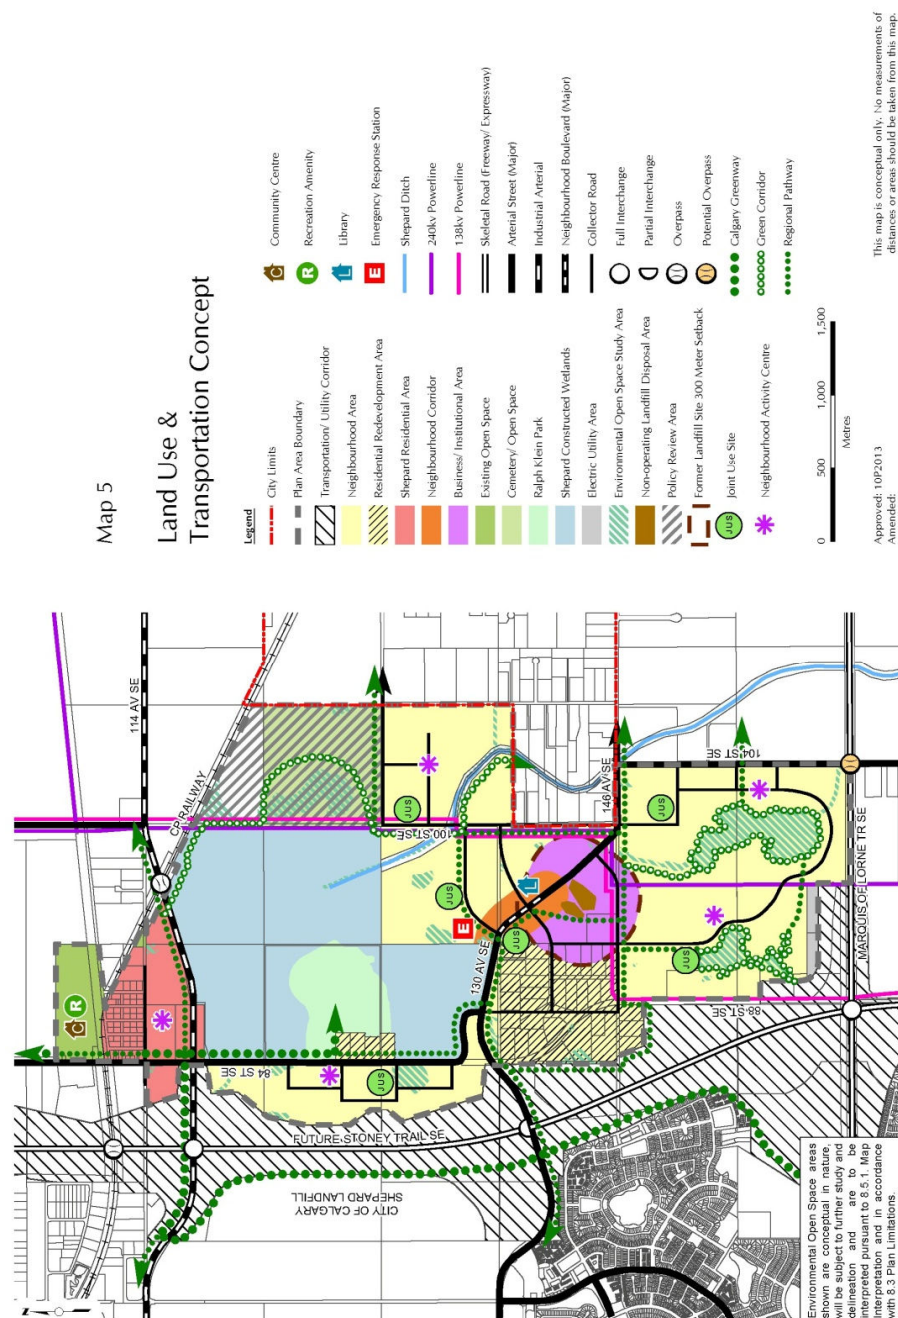 Map 5
Land Use &
Transportation Concept
Legend
City Limits
Plan Area Boundary
Transportation/ Utility Corridor
Neighbourhood Area
Residential Redevelopment Area
Shepard Residential Area
Neighbourhood Corridor
Business/ Institutional Area
Existing Open Space
Cemetery/ Open Space
Ralph Klein Park
Shepard Constructed Wetlands
Electric Utility Area
Environmental Open Space Study Area
Non-operating Landfill Disposal Area
Policy Review Area
Former Landfill Site 300 Meter Setback
JUS Joint Use Site
Neighbourhood Activity Centre
C Community Centre
R Recreation Amenity
L Library
E Emergency Response Station
Shepard Ditch
240kv Powerline
138kv Powerline
Skeletal Road (Freeway/ Expressway)
Arterial Street (Major)
Industrial Arterial
Neighbourhood Boulevard (Major)
Collector Road
Full Interchange
Partial Interchange
Overpass
Potential Overpass
Calgary Greenway
Green Corridor
Regional Pathway
0 500 1,000 1,500
Metres
Approved: 10P2013
Amended:
This map is conceptual only. No measurements of
distances or areas should be taken from this map.
114 AV SE
CP RAILWAY
C
R
84 ST SE
100 ST SE
JUS
JUS
JUS
E
L
130 AV SE
JUS
146 AV SE
104 ST SE
JUS
JUS
88 ST SE
MARQUIS OF LORNE TR SE
FUTURE STONEY TRAIL SE
CITY OF CALGARY
SHEPARD LANDFILL
Environmental Open Space areas
shown are conceptual in nature,
will be subject to further study and
delineation and are to be
interpreted pursuant to 8.5.1. Map
Interpretation and in accordance
with 8.3 Plan Limitations.